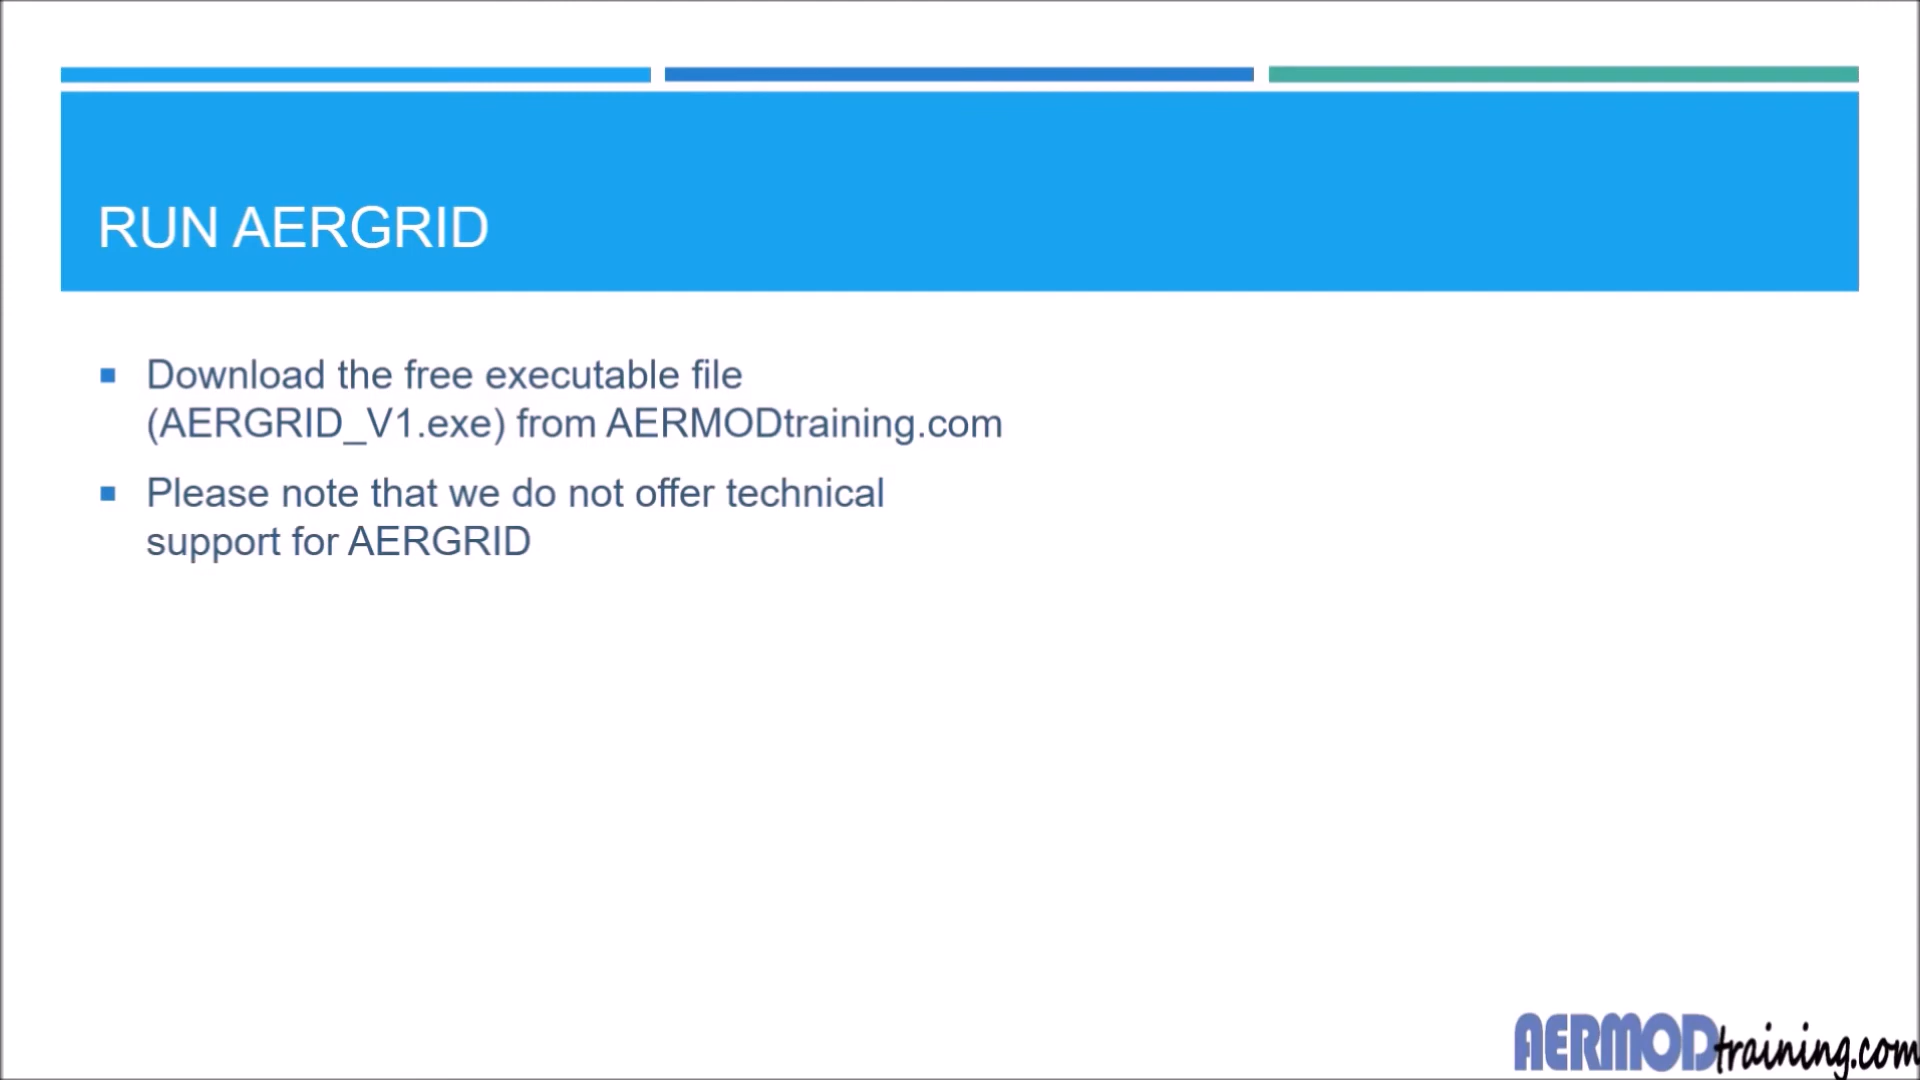 RUN AERGRID
Download the free executable file
(AERGRID_V1.exe) from AERMODtraining.com
Please note that we do not offer technical
support for AERGRID
AERMODtraining.com